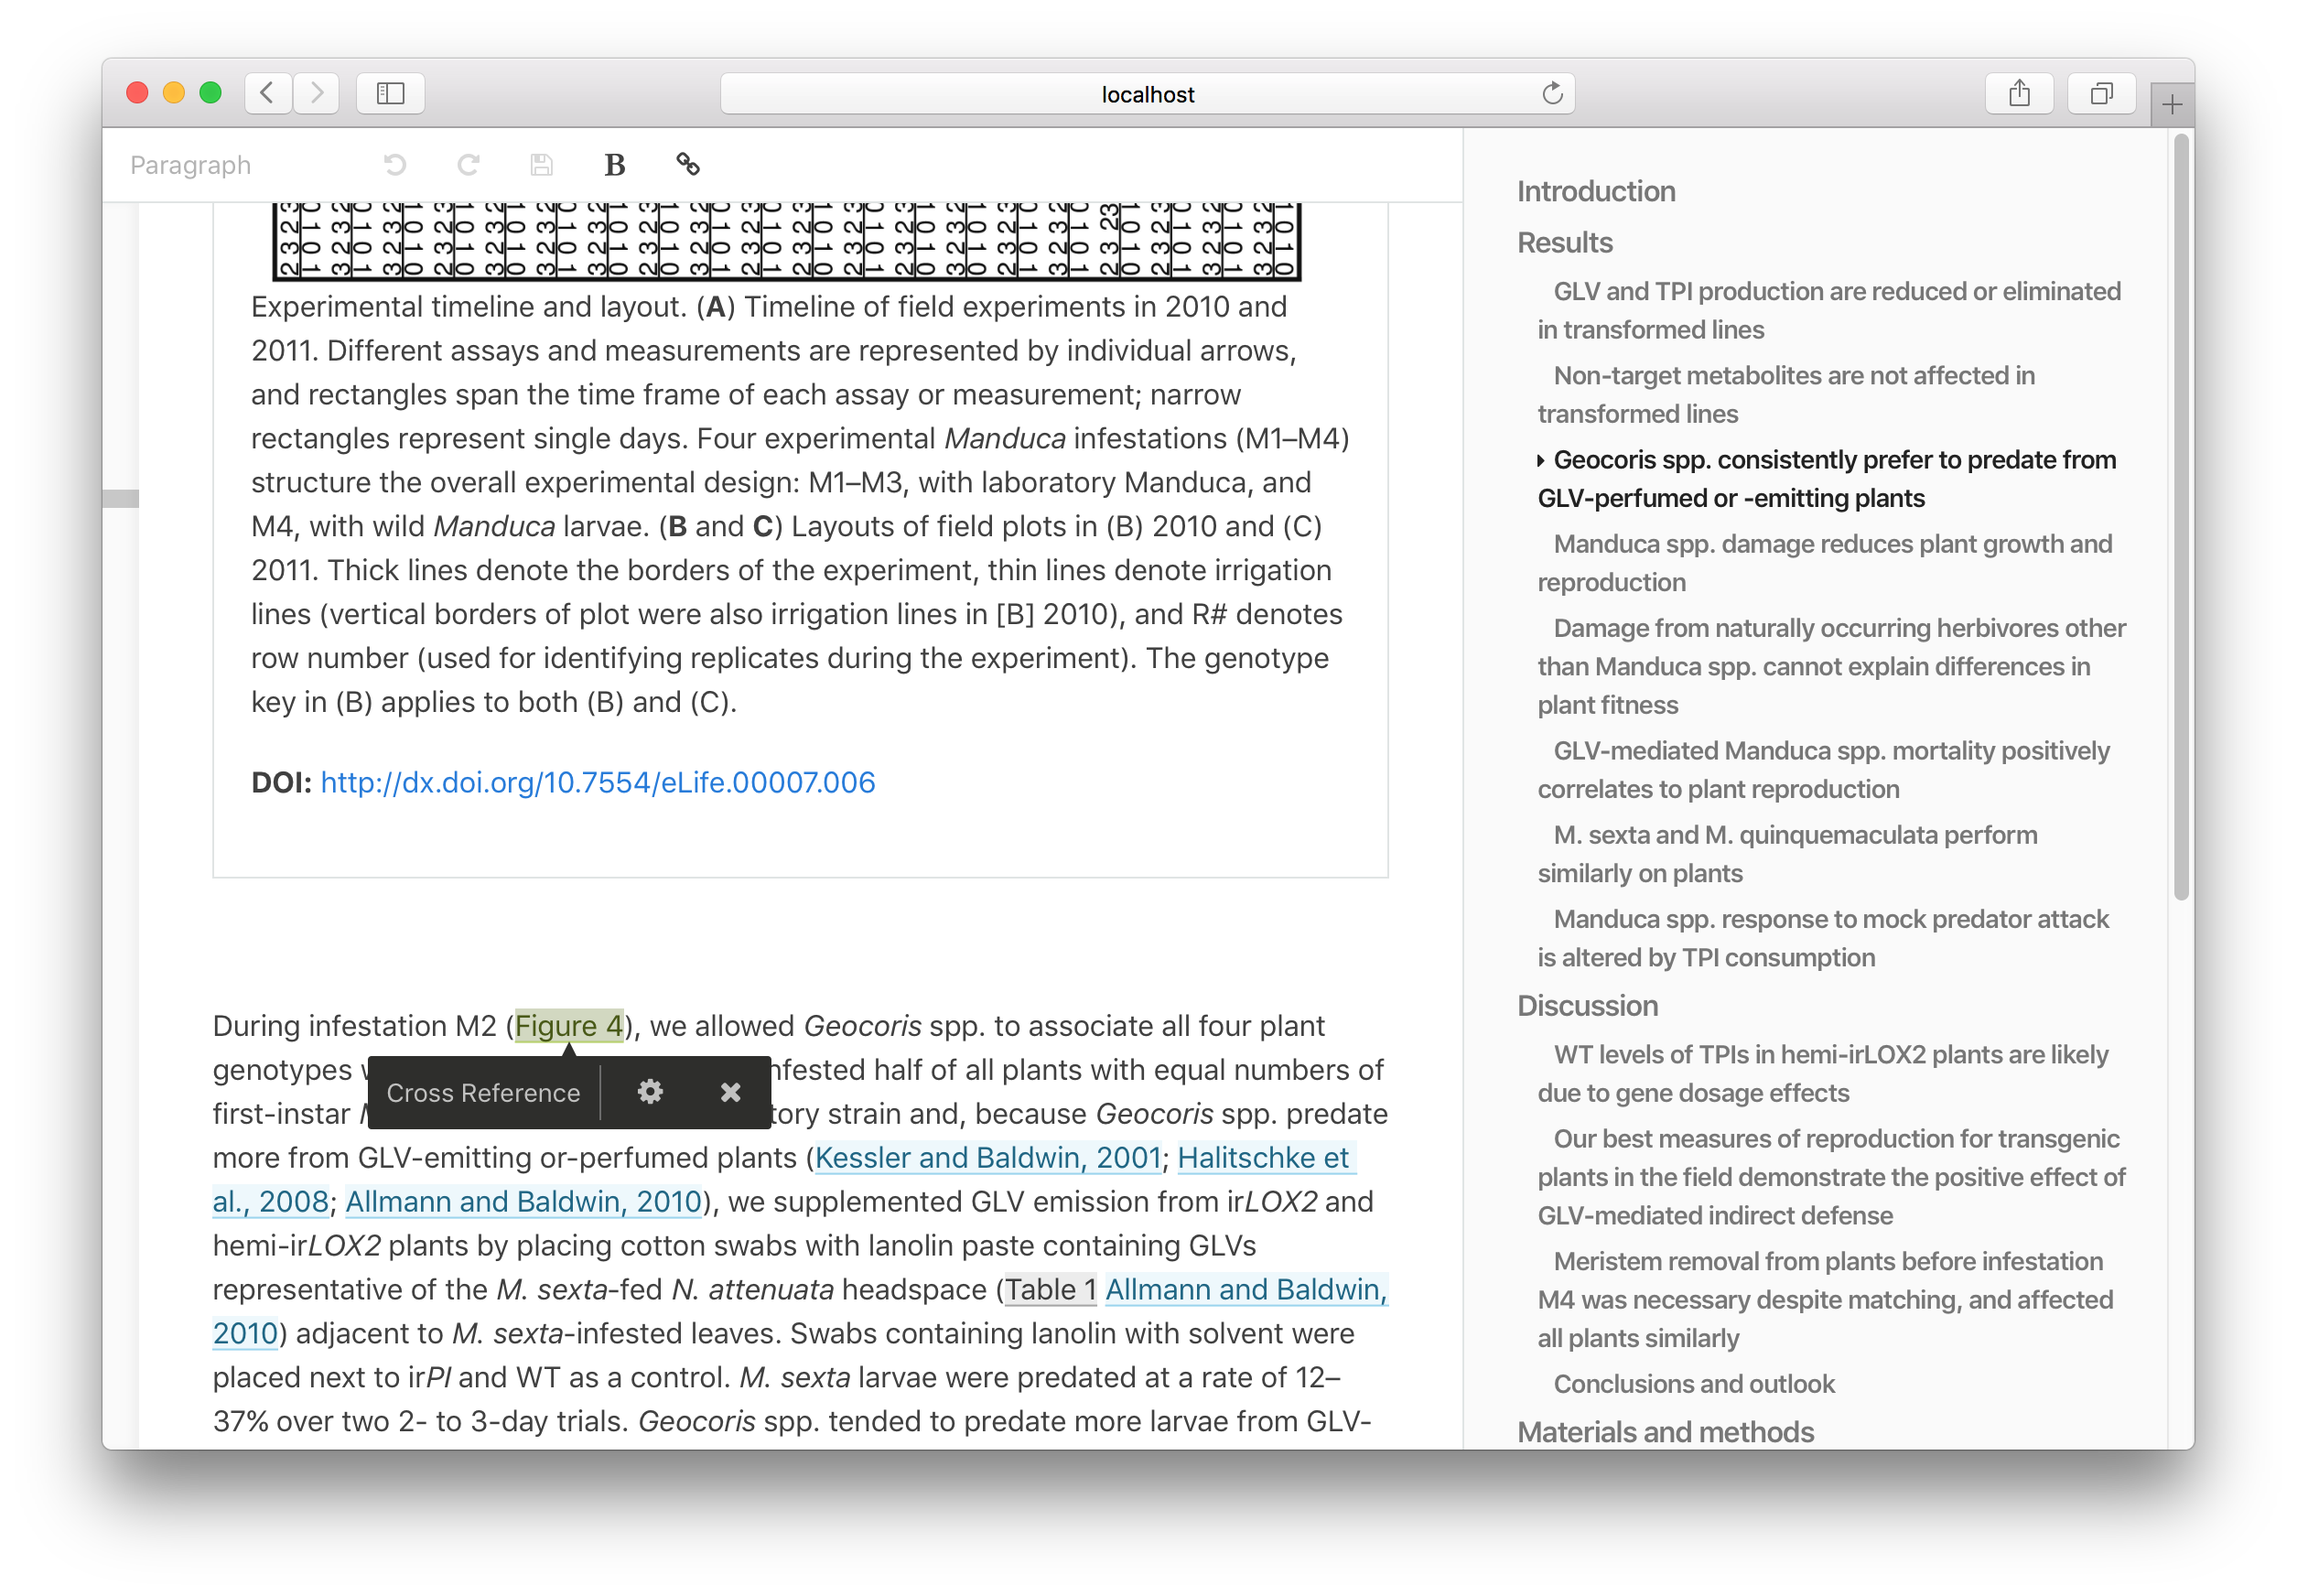 localhost
Paragraph
B
Experimental timeline and layout. (A) Timeline of field experiments in 2010 and
2011. Different assays and measurements are represented by individual arrows,
and rectangles span the time frame of each assay or measurement; narrow
rectangles represent single days. Four experimental Manduca infestations (M1–M4)
structure the overall experimental design: M1–M3, with laboratory Manduca, and
M4, with wild Manduca larvae. (B and C) Layouts of field plots in (B) 2010 and (C)
2011. Thick lines denote the borders of the experiment, thin lines denote irrigation
lines (vertical borders of plot were also irrigation lines in [B] 2010), and R# denotes
row number (used for identifying replicates during the experiment). The genotype
key in (B) applies to both (B) and (C).
DOI: http://dx.doi.org/10.7554/eLife.00007.006
During infestation M2 (Figure 4), we allowed Geocoris spp. to associate all four plant
genotypes nfested half of all plants with equal numbers of
first-instar tory strain and, because Geocoris spp. predate
Cross Reference
more from GLV-emitting or-perfumed plants (Kessler and Baldwin, 2001; Halitschke et
al., 2008; Allmann and Baldwin, 2010), we supplemented GLV emission from irLOX2 and
hemi-irLOX2 plants by placing cotton swabs with lanolin paste containing GLVs
representative of the M. sexta-fed N. attenuata headspace (Table 1 Allmann and Baldwin,
2010) adjacent to M. sexta-infested leaves. Swabs containing lanolin with solvent were
placed next to irPI and WT as a control. M. sexta larvae were predated at a rate of 12–
37% over two 2- to 3-day trials. Geocoris spp. tended to predate more larvae from GLV-
Introduction
Results
GLV and TPI production are reduced or eliminated
in transformed lines
Non-target metabolites are not affected in
transformed lines
Geocoris spp. consistently prefer to predate from
GLV-perfumed or -emitting plants
Manduca spp. damage reduces plant growth and
reproduction
Damage from naturally occurring herbivores other
than Manduca spp. cannot explain differences in
plant fitness
GLV-mediated Manduca spp. mortality positively
correlates to plant reproduction
M. sexta and M. quinquemaculata perform
similarly on plants
Manduca spp. response to mock predator attack
is altered by TPI consumption
Discussion
WT levels of TPIs in hemi-irLOX2 plants are likely
due to gene dosage effects
Our best measures of reproduction for transgenic
plants in the field demonstrate the positive effect of
GLV-mediated indirect defense
Meristem removal from plants before infestation
M4 was necessary despite matching, and affected
all plants similarly
Conclusions and outlook
Materials and methods